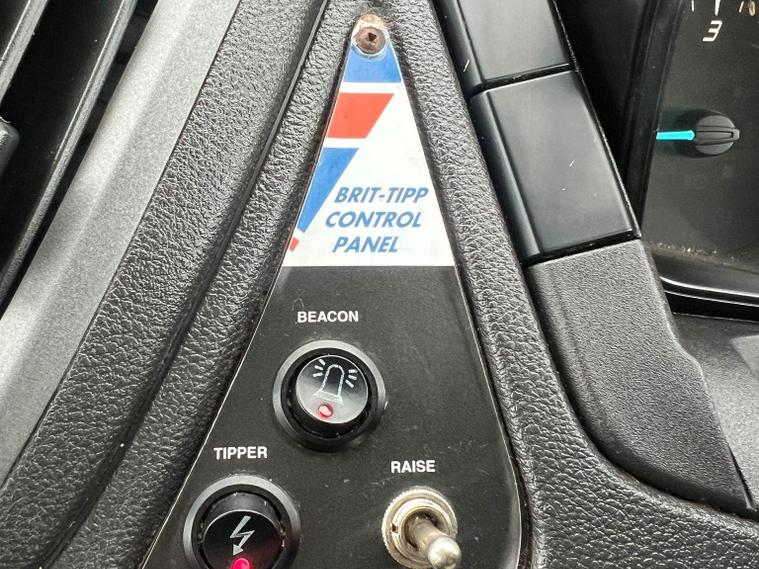 3
BRIT-TIPP
CONTROL
PANEL
BEACON
TIPPER
RAISE